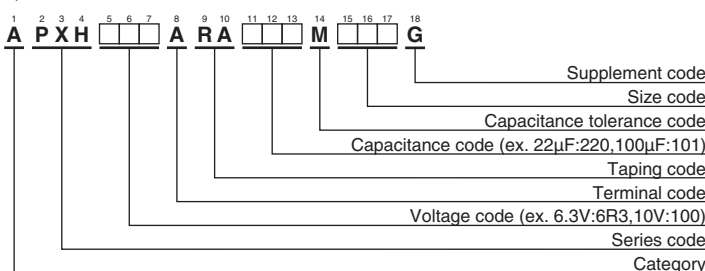 1 2 3 4 5 6 7 8 9 10 11 12 13 14 15 16 17 18
A P X H □□□ A R A □□□ M □□□ G
Supplement code
Size code
Capacitance tolerance code
Capacitance code (ex. 22μF:220,100μF:101)
Taping code
Terminal code
Voltage code (ex. 6.3V:6R3,10V:100)
Series code
Category